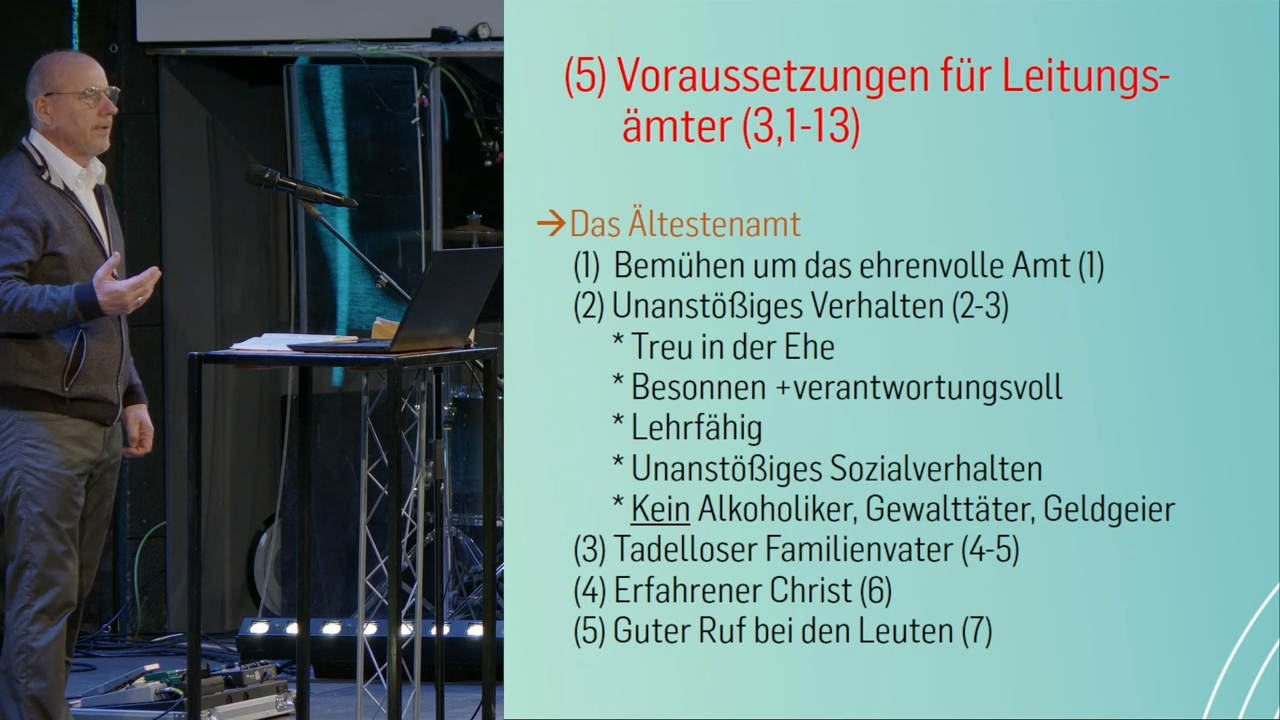 (5) Voraussetzungen für Leitungs-
ämter (3,1-13)
→Das Ältestenamt
(1) Bemühen um das ehrenvolle Amt (1)
(2) Unanstößiges Verhalten (2-3)
* Treu in der Ehe
* Besonnen +verantwortungsvoll
* Lehrfähig
* Unanstößiges Sozialverhalten
* Kein Alkoholiker, Gewalttäter, Geldgeier
(3) Tadelloser Familienvater (4-5)
(4) Erfahrener Christ (6)
(5) Guter Ruf bei den Leuten (7)